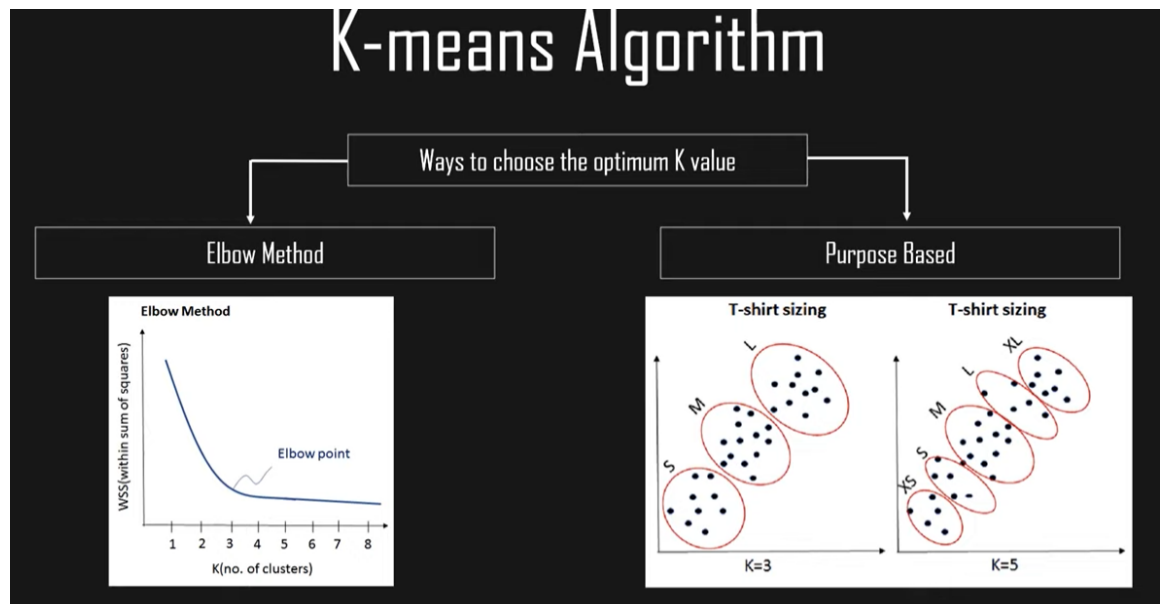 K-means Algorithm
Ways to choose the optimum K value
Elbow Method
Purpose Based
Elbow Method
WSS(within sum of squares)
Elbow point
1 2 3 4 5 6 7 8
K(no. of clusters)
T-shirt sizing
L
M
S
K=3
T-shirt sizing
XL
L
M
S
XS
K=5